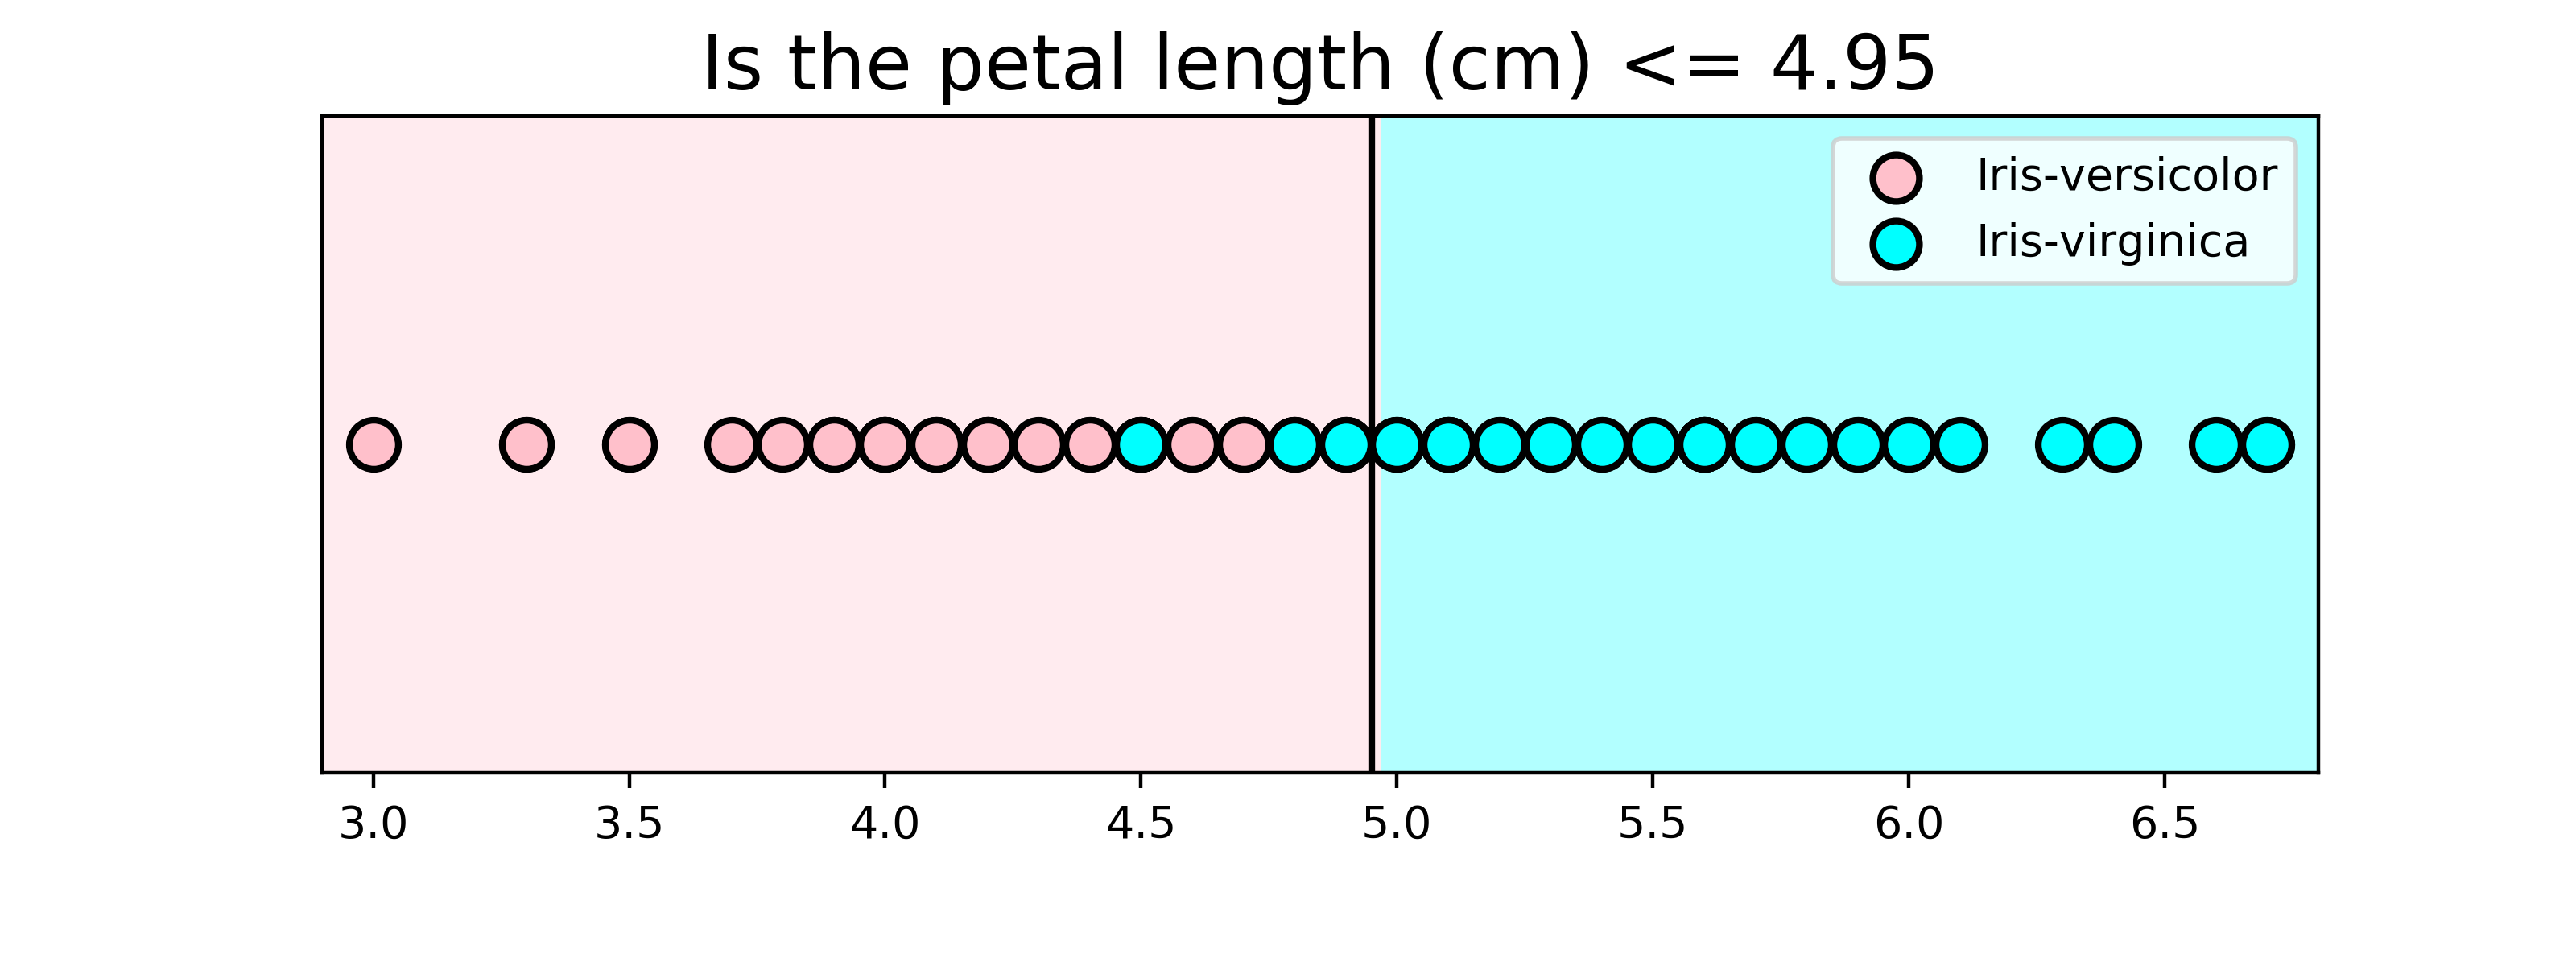 Is the petal length (cm) <= 4.95
Iris-versicolor
Iris-virginica
3.0 3.5 4.0 4.5 5.0 5.5 6.0 6.5